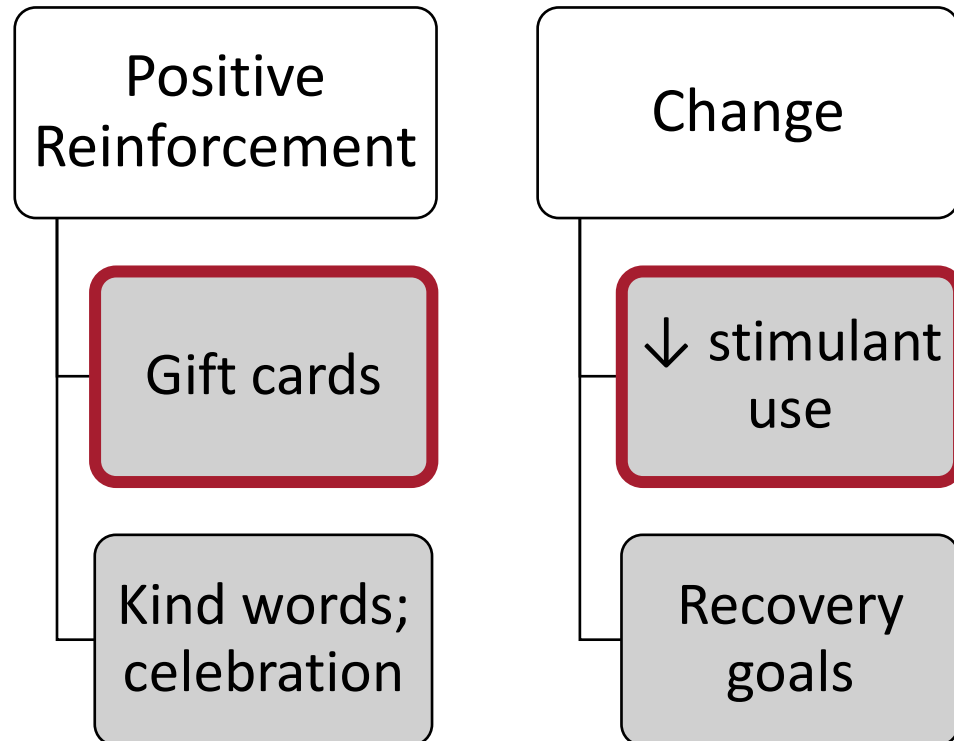 Positive
Reinforcement
Gift cards
Kind words;
celebration
Change
↓ stimulant
use
Recovery
goals